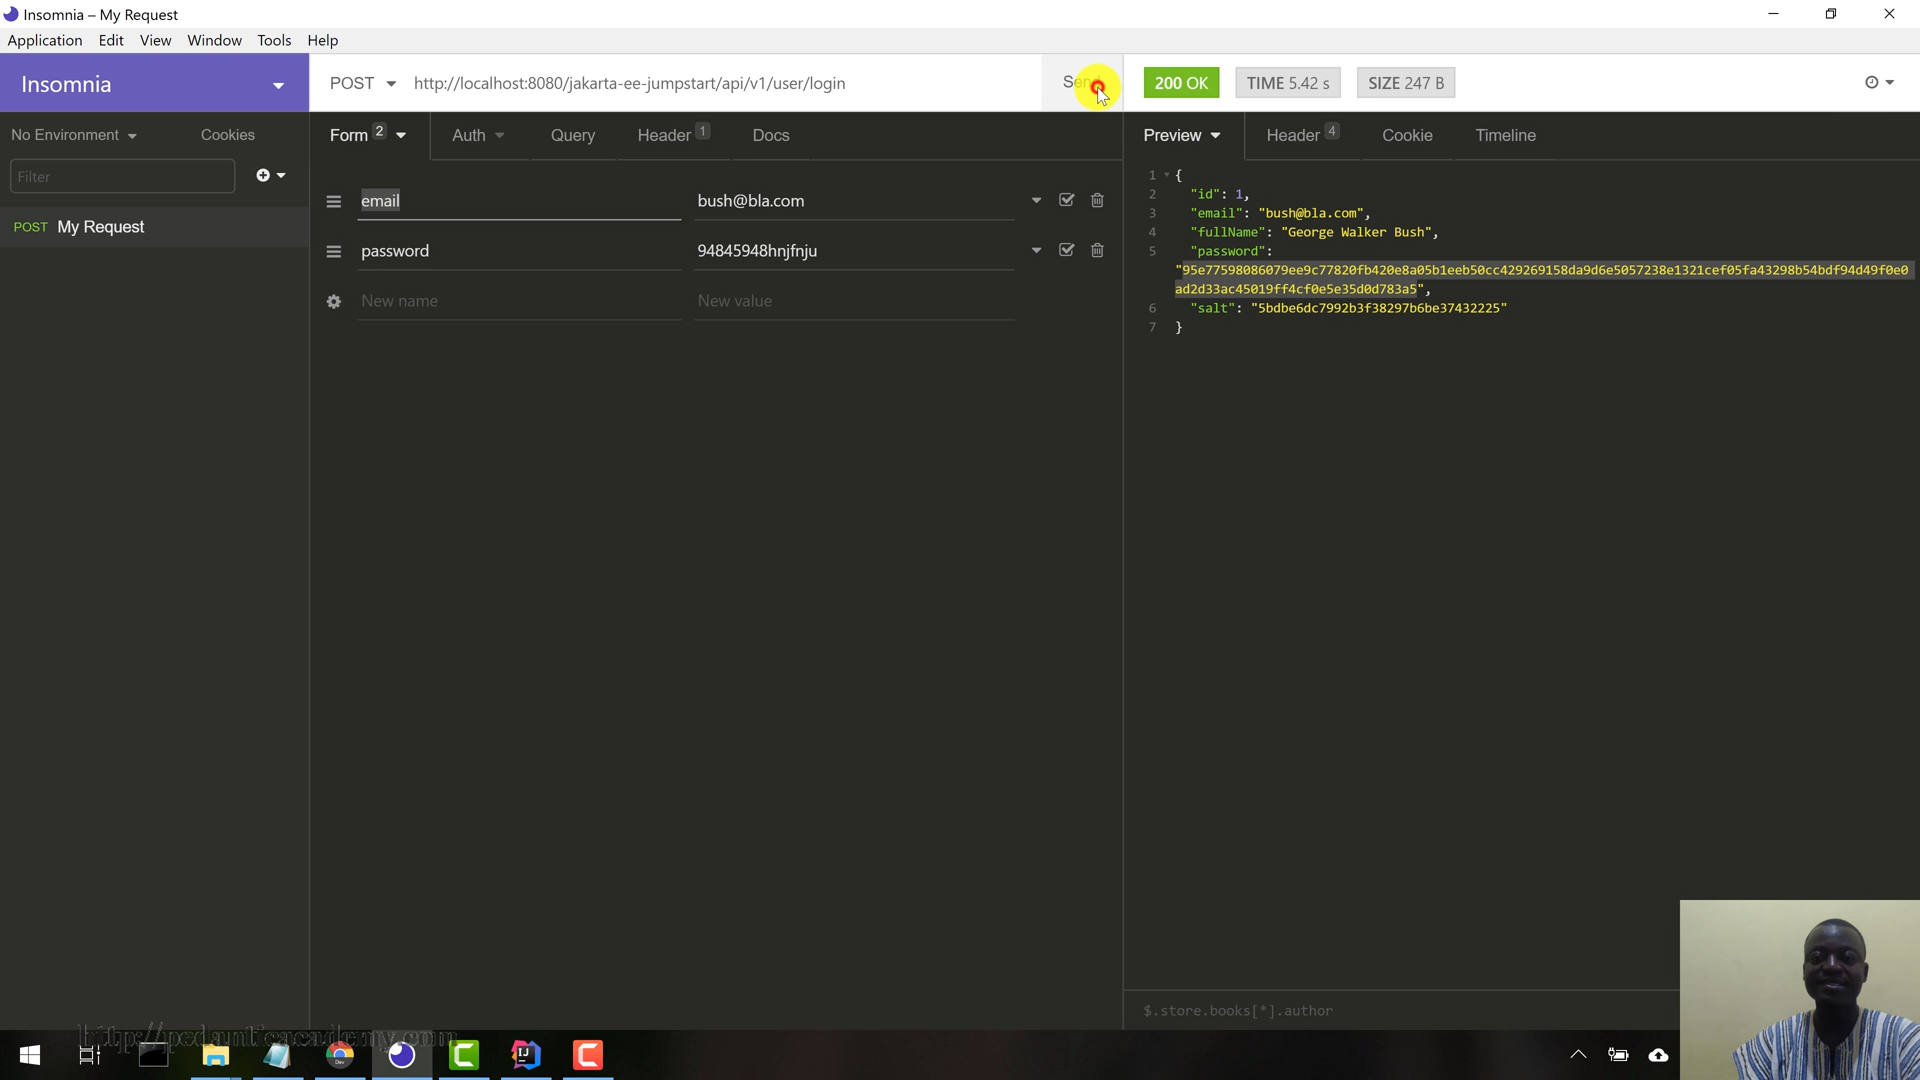 Insomnia – My Request
Application Edit View Window Tools Help
Insomnia
POST http://localhost:8080/jakarta-ee-jumpstart/api/v1/user/login
Send
200 OK TIME 5.42 s SIZE 247 B
No Environment Cookies
Form 2 Auth Query Header 1 Docs
Preview Header 4 Cookie Timeline
Filter
POST My Request
email bush@bla.com
password 94845948hnjfnju
New name New value
1 {
2 "id": 1,
3 "email": "bush@bla.com",
4 "fullName": "George Walker Bush",
5 "password":
"95e77598086079ee9c77820fb420e8a05b1eeb50cc429269158da9d6e5057238e1321cef05fa43298b54bdf94d49f0e0
ad2d33ac45019ff4cf0e5e35d0d783a5",
6 "salt": "5bdbe6dc7992b3f38297b6be37432225"
7 }
$.store.books[*].author
https://pedanticacademy.com